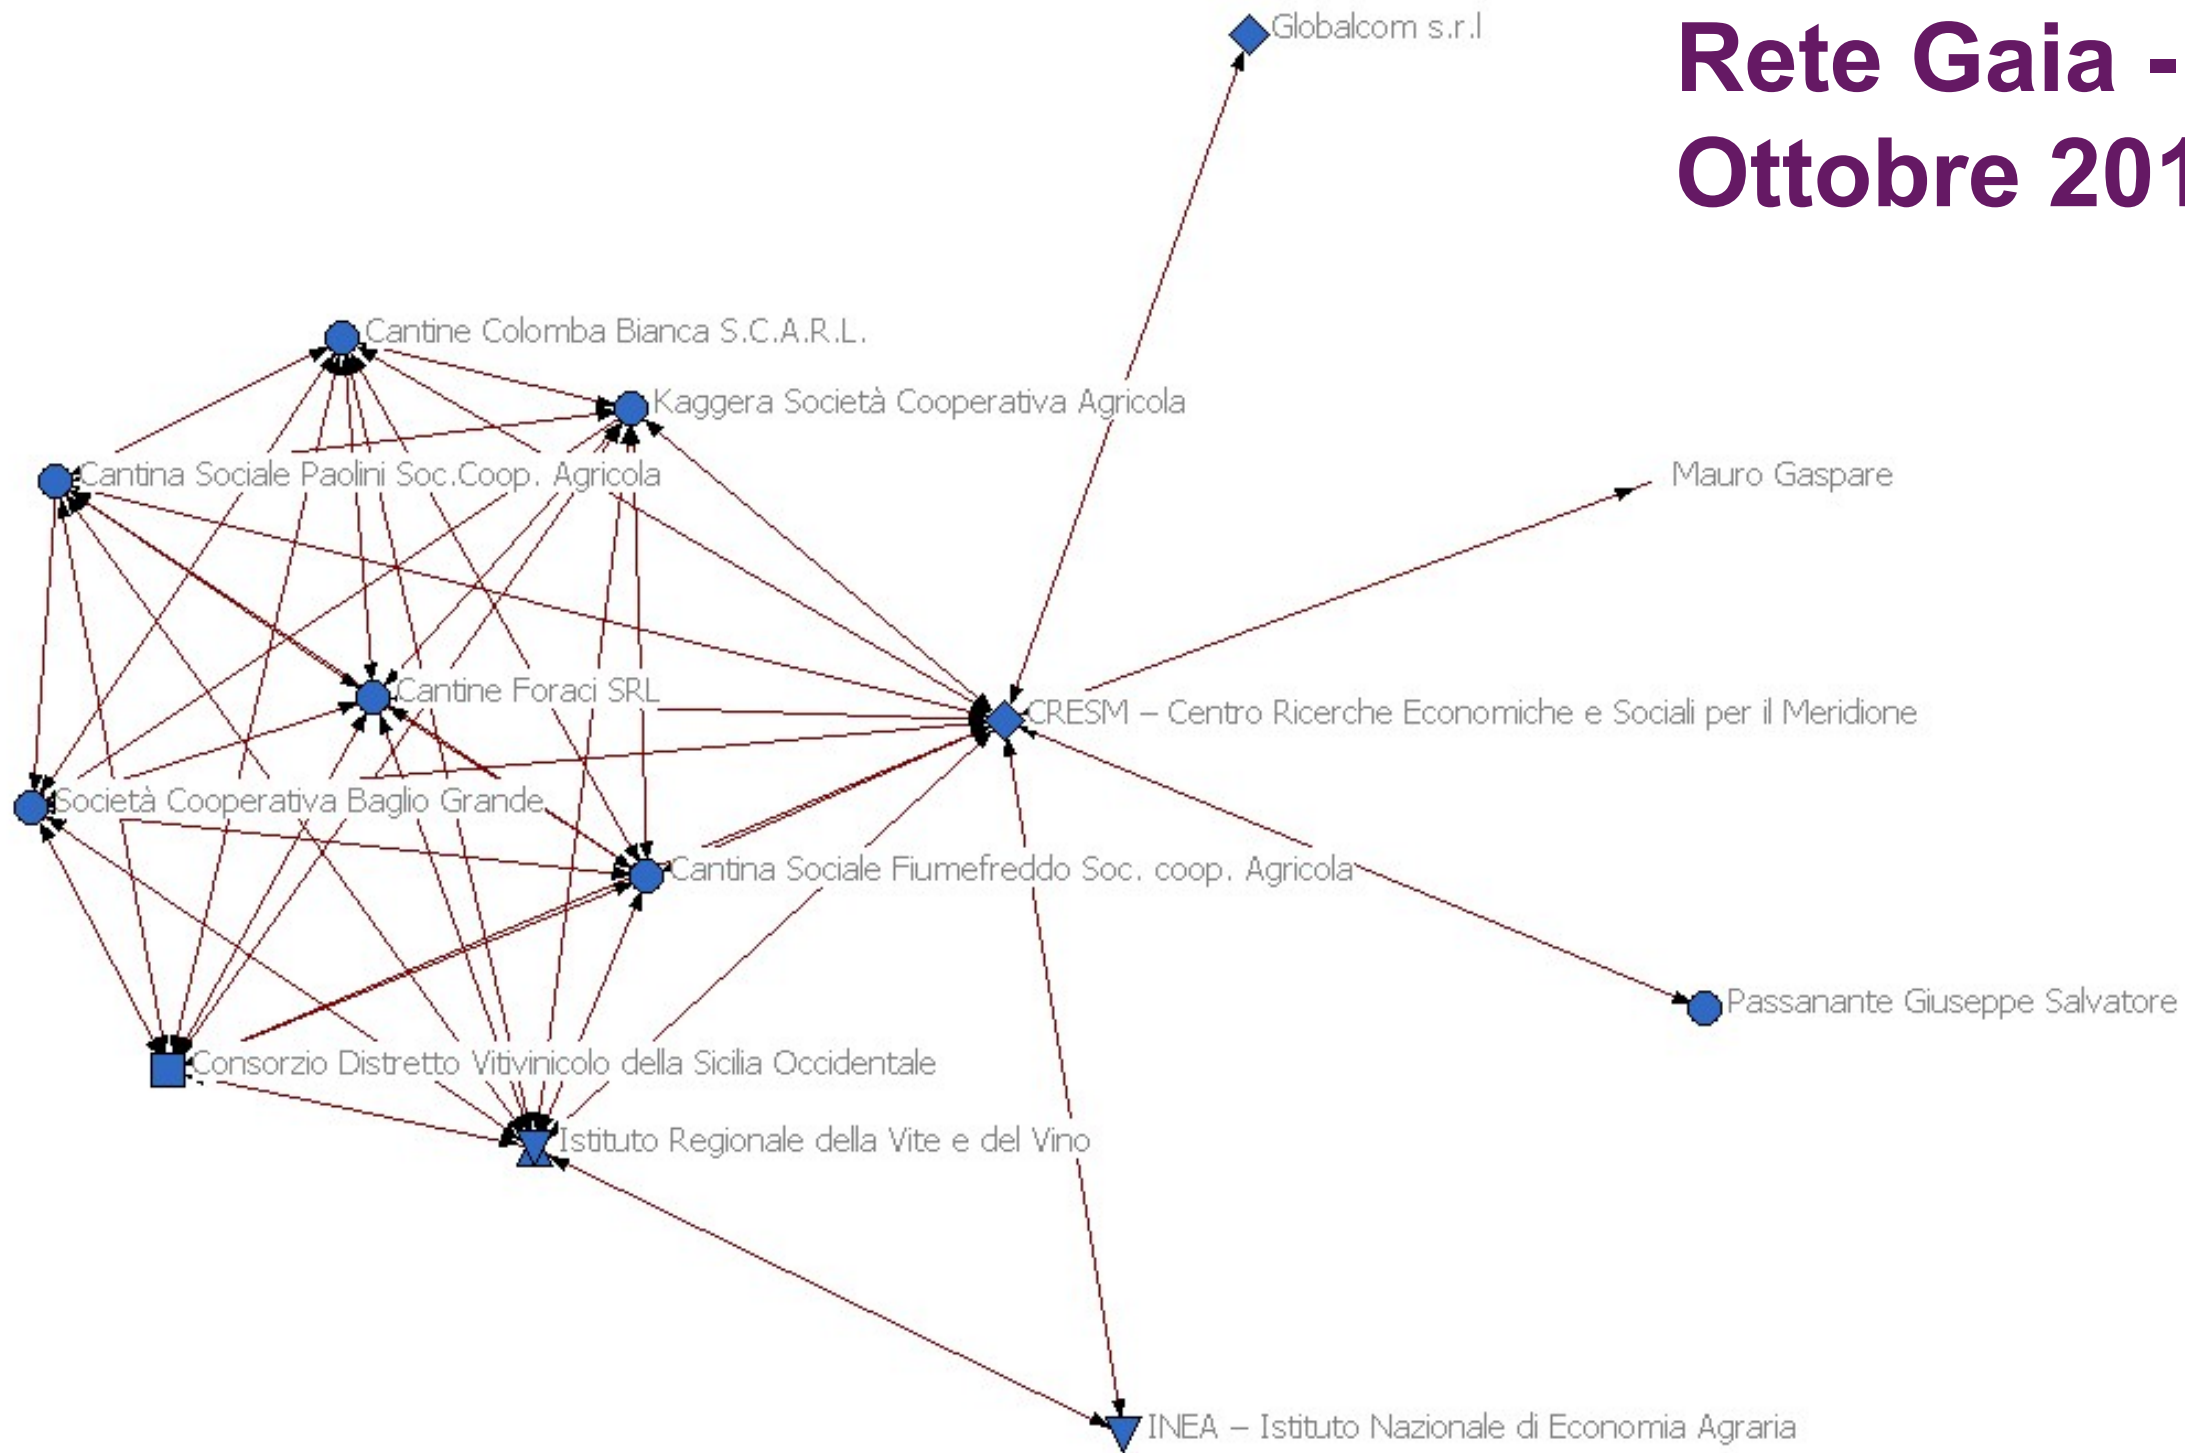 Globalcom s.r.l
Rete Gaia -
Ottobre 201
Cantine Colomba Bianca S.C.A.R.L.
Kaggera Società Cooperativa Agricola
Cantina Sociale Paolini Soc.Coop. Agricola
Mauro Gaspare
Cantine Foraci SRL
CRESM – Centro Ricerche Economiche e Sociali per il Meridione
Società Cooperativa Baglio Grande
Cantina Sociale Fiumefreddo Soc. coop. Agricola
Passanante Giuseppe Salvatore
Consorzio Distretto Vitivinicolo della Sicilia Occidentale
Istituto Regionale della Vite e del Vino
INEA – Istituto Nazionale di Economia Agraria